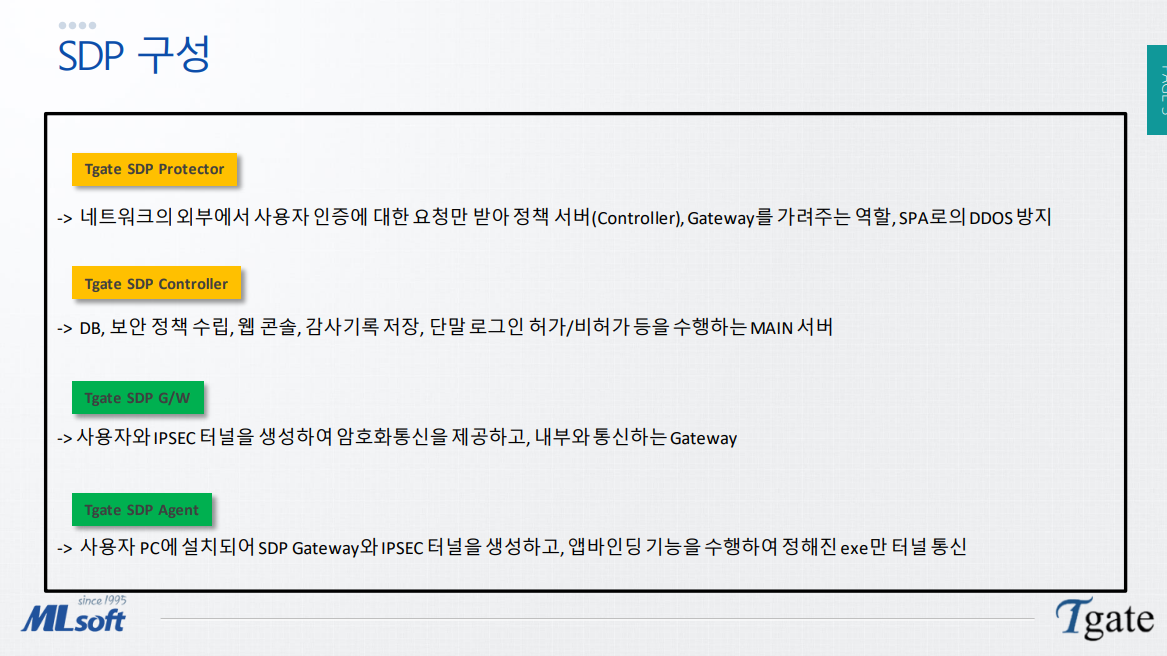 SDP 구성
Tgate SDP Protector
-> 네트워크의 외부에서 사용자 인증에 대한 요청만 받아 정책 서버(Controller), Gateway를 가려주는 역할, SPA로의 DDOS 방지
Tgate SDP Controller
-> DB, 보안 정책 수립, 웹 콘솔, 감사기록 저장, 단말 로그인 허가/비허가 등을 수행하는 MAIN 서버
Tgate SDP G/W
-> 사용자와 IPSEC 터널을 생성하여 암호화통신을 제공하고, 내부와 통신하는 Gateway
Tgate SDP Agent
-> 사용자 PC에 설치되어 SDP Gateway와 IPSEC 터널을 생성하고, 앱바인딩 기능을 수행하여 정해진 exe만 터널 통신
since 1995
MLsoft
Tgate